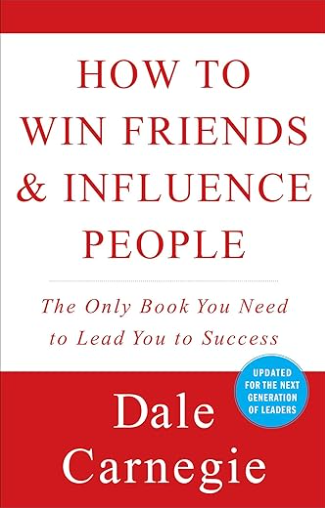 HOW TO
WIN FRIENDS
& INFLUENCE
PEOPLE
The Only Book You Need
to Lead You to Success
UPDATED
FOR THE NEXT
GENERATION
OF LEADERS
Dale
Carnegie